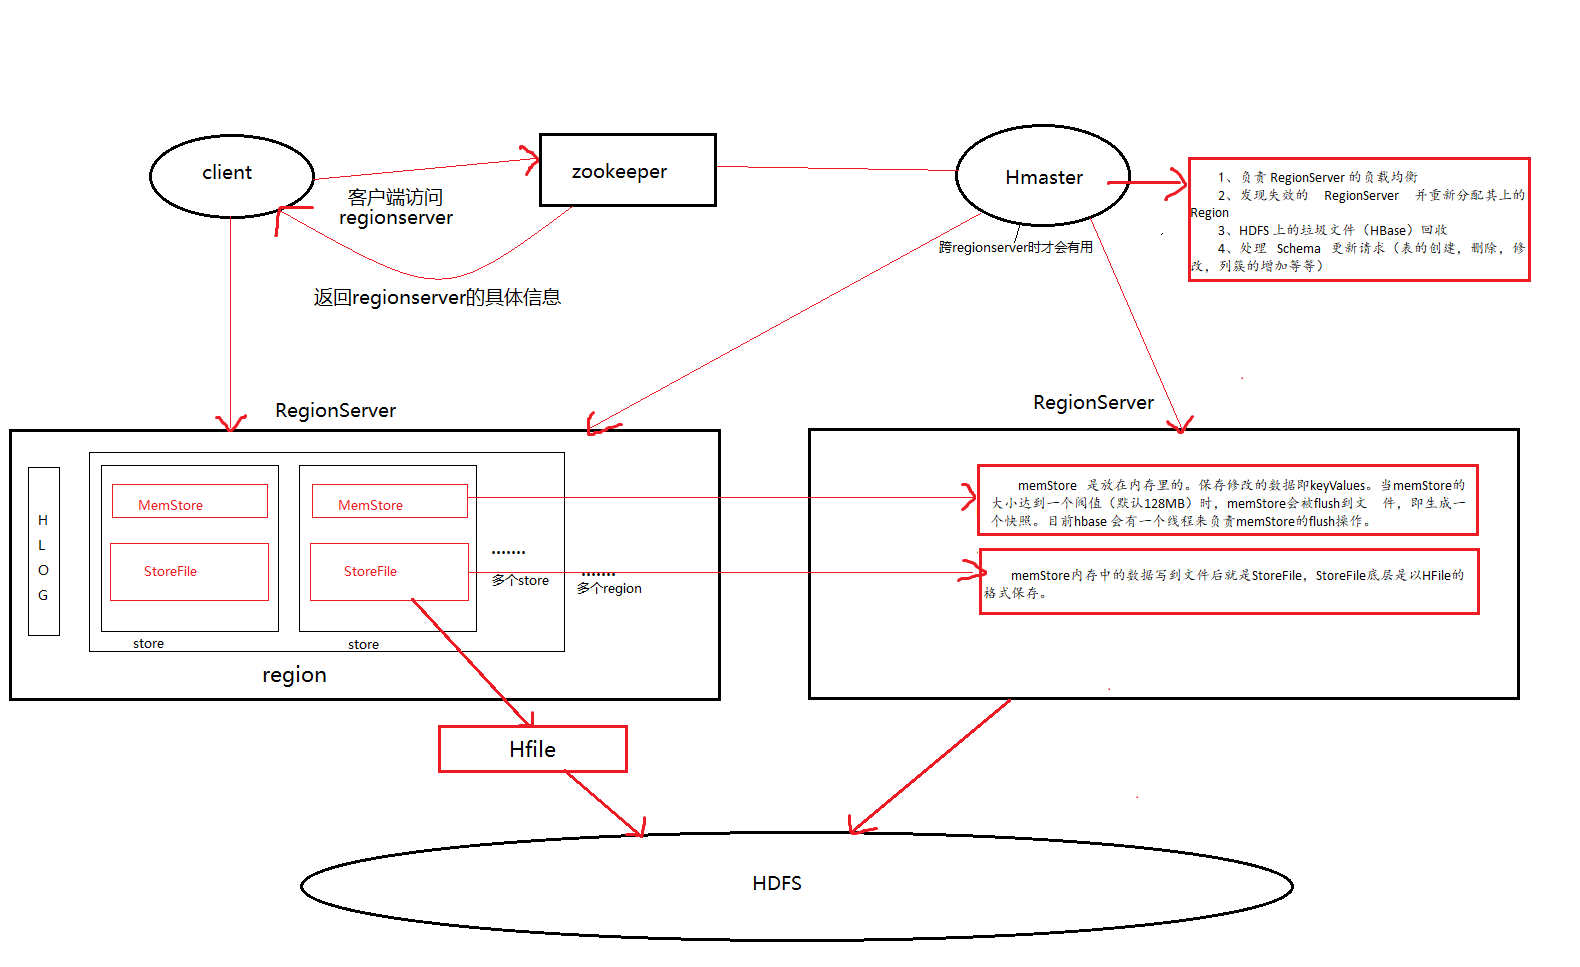 client
zookeeper
Hmaster
客户端访问
regionserver
返回regionserver的具体信息
跨regionserver时才会有用
1、负责 RegionServer 的负载均衡
2、发现失效的 RegionServer 并重新分配其上的
Region
3、HDFS 上的垃圾文件（HBase）回收
4、处理 Schema 更新请求（表的创建，删除，修
改，列簇的增加等等）
RegionServer
RegionServer
H
L
O
G
MemStore
MemStore
StoreFile
StoreFile
.......
多个store
.......
多个region
store
store
region
memStore 是放在内存里的。保存修改的数据即keyValues。当memStore的
大小达到一个阀值（默认128MB）时，memStore会被flush到文 件，即生成一
个快照。目前hbase 会有一个线程来负责memStore的flush操作。
memStore内存中的数据写到文件后就是StoreFile，StoreFile底层是以HFile的
格式保存。
Hfile
HDFS